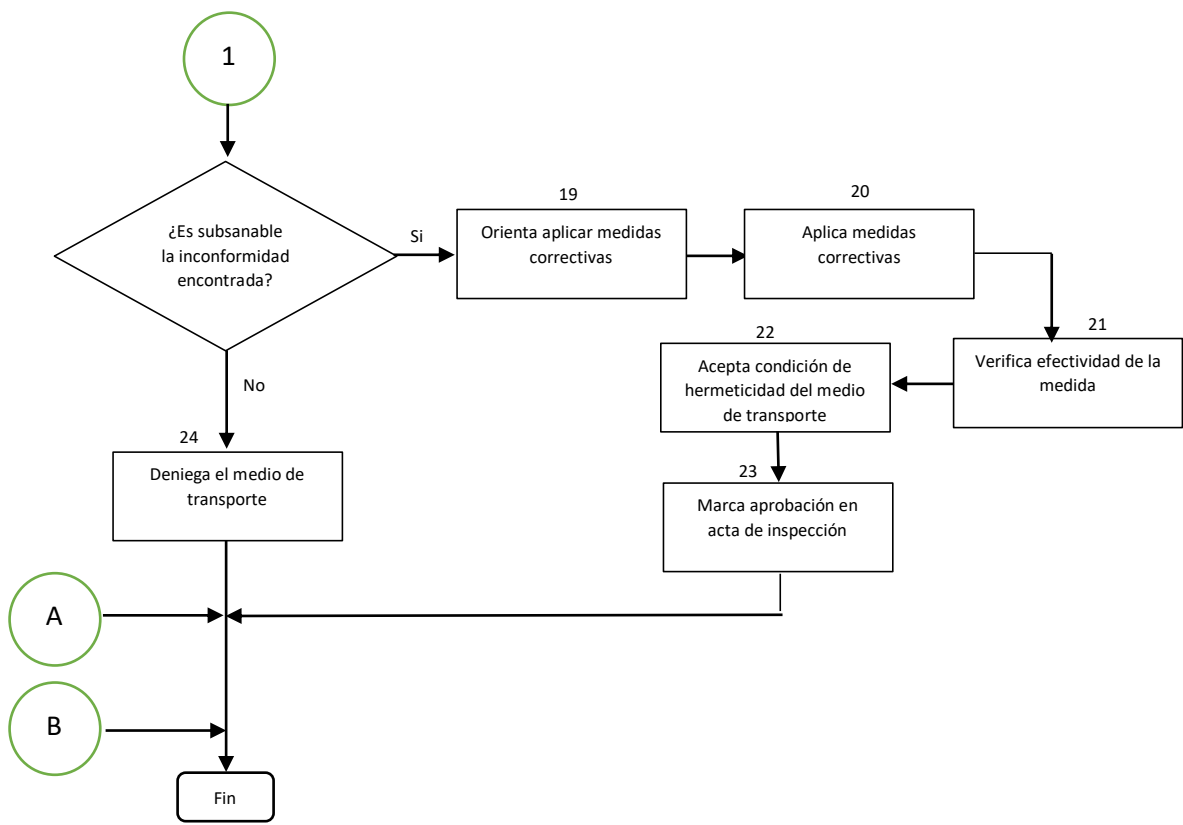 1
¿Es subsanable
la inconformidad
encontrada?
Si
19
Orienta aplicar medidas
correctivas
20
Aplica medidas
correctivas
21
Verifica efectividad de la
medida
22
Acepta condición de
hermeticidad del medio
de transporte
23
Marca aprobación en
acta de inspección
No
24
Deniega el medio de
transporte
A
B
Fin